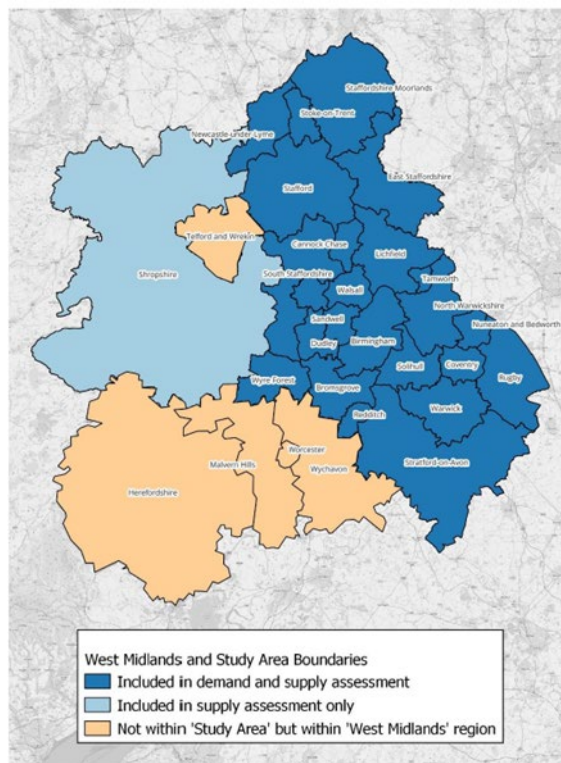 Staffordshire Moorlands
Stoke-on-Trent
Newcastle-under-Lyme
East Staffordshire
Stafford
Telford and Wrekin
Cannock Chase
Lichfield
Shropshire
South Staffordshire
Tamworth
Walsall
North Warwickshire
Sandwell
Nuneaton and Bedworth
Dudley
Birmingham
Solihull
Coventry
Wyre Forest
Rugby
Bromsgrove
Redditch
Warwick
Worcester
Stratford-on-Avon
Malvern Hills
Wychavon
Herefordshire
West Midlands and Study Area Boundaries
Included in demand and supply assessment
Included in supply assessment only
Not within 'Study Area' but within 'West Midlands' region